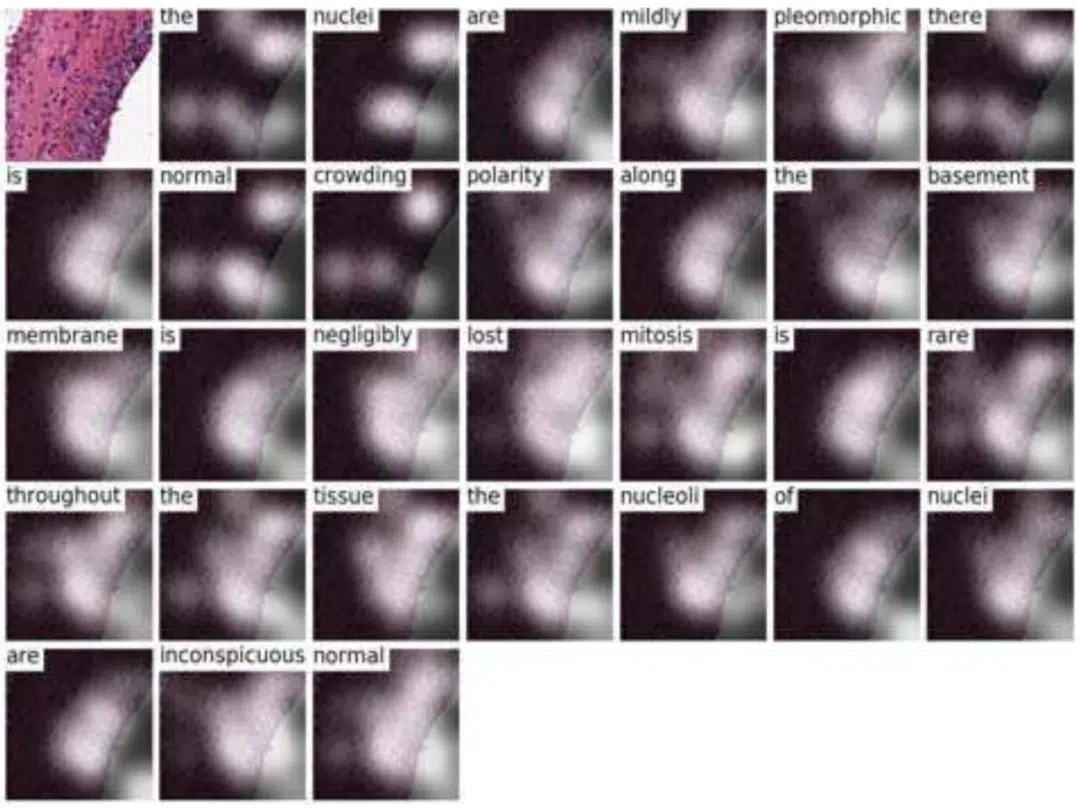 the nuclei are mildly pleomorphic there
is normal crowding polarity along the basement
membrane is negligibly lost mitosis is rare
throughout the tissue the nucleoli of nuclei
are inconspicuous normal